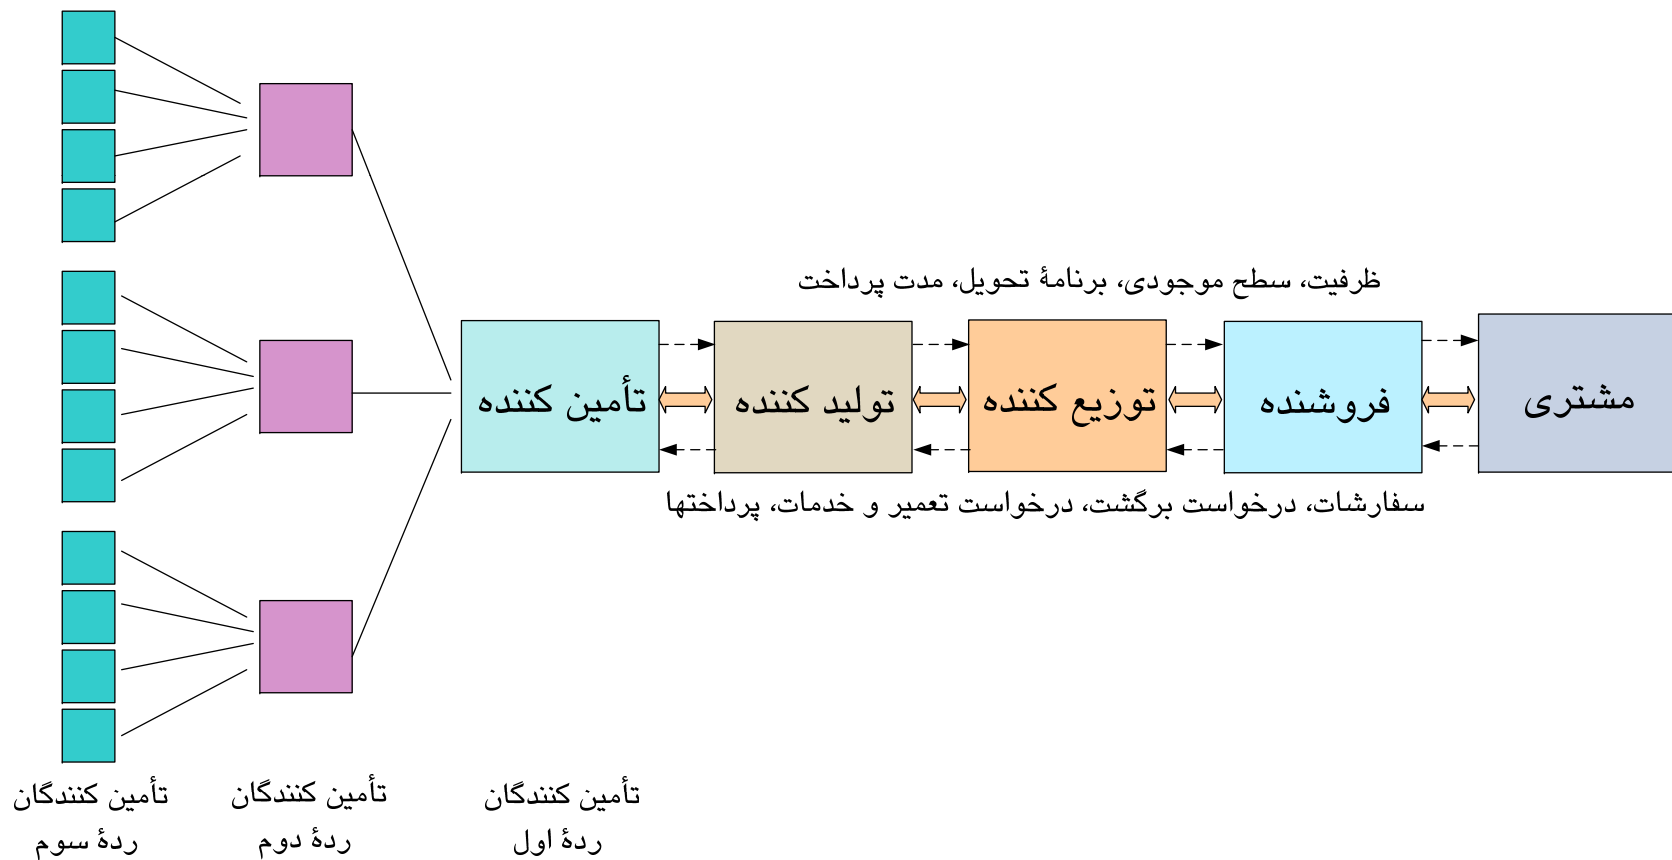 ظرفیت، سطح موجودی، برنامهٔ تحویل، مدت پرداخت
تأمین کننده
تولید کننده
توزیع کننده
فروشنده
مشتری
سفارشات، درخواست برگشت، درخواست تعمیر و خدمات، پرداختها
تأمین کنندگان
ردهٔ سوم
تأمین کنندگان
ردهٔ دوم
تأمین کنندگان
ردهٔ اول